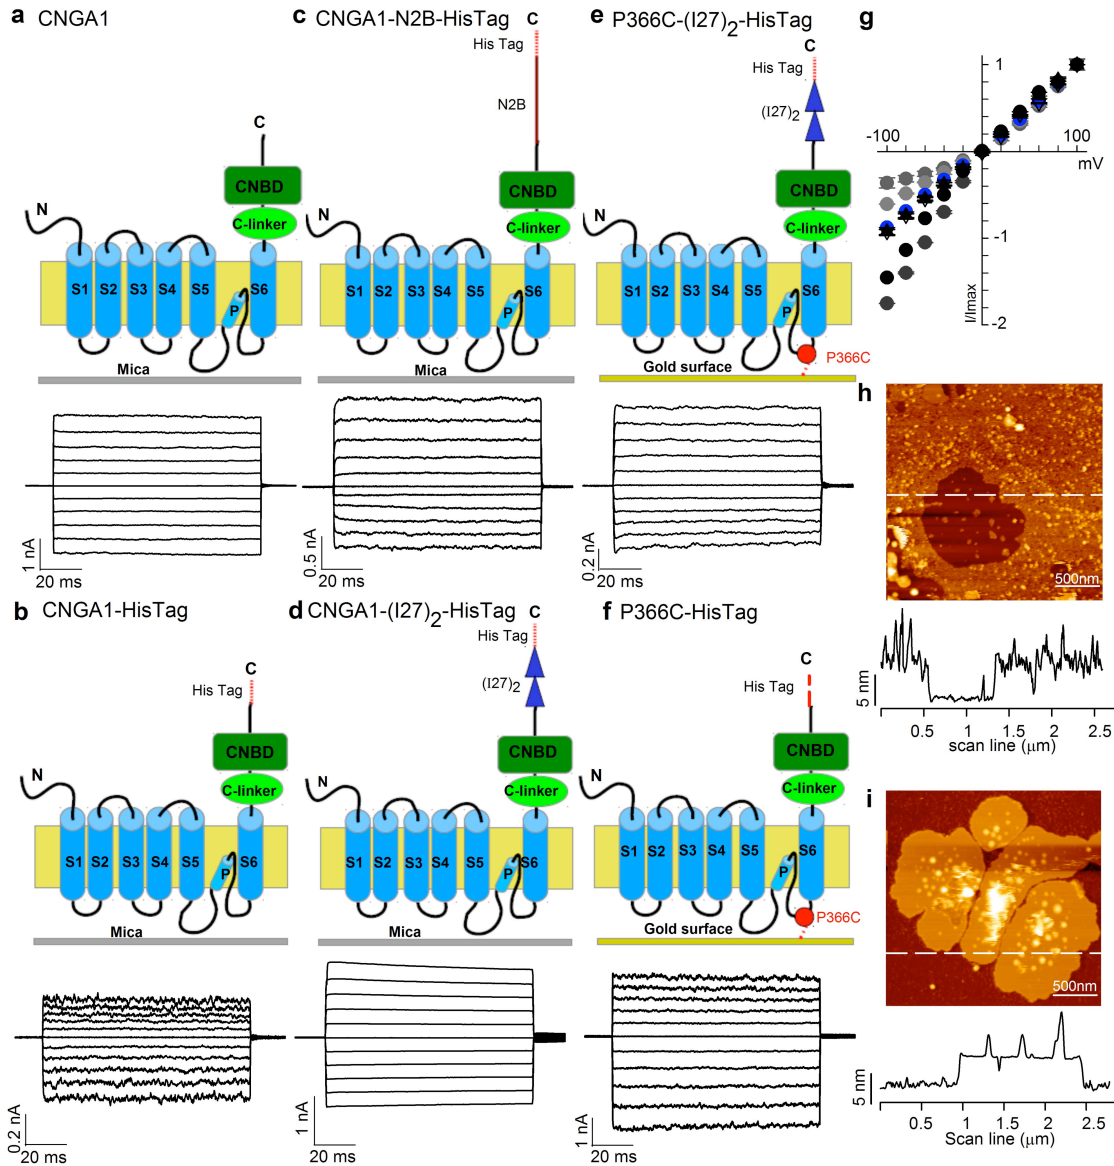 a CNGA1
C
CNBD
C-linker
N
S1 S2 S3 S4 S5 P S6
Mica
1 nA
20 ms
b CNGA1-HisTag
C
His Tag
CNBD
C-linker
N
S1 S2 S3 S4 S5 P S6
Mica
0.2 nA
20 ms
c CNGA1-N2B-HisTag
C
His Tag
N2B
CNBD
C-linker
N
S1 S2 S3 S4 S5 P S6
Mica
0.5 nA
20 ms
d CNGA1-(I27)2-HisTag
C
His Tag
(I27)2
CNBD
C-linker
N
S1 S2 S3 S4 S5 P S6
Mica
1 nA
20 ms
e P366C-(I27)2-HisTag
C
His Tag
(I27)2
CNBD
C-linker
N
S1 S2 S3 S4 S5 P S6
P366C
Gold surface
0.2 nA
20 ms
f P366C-HisTag
C
His Tag
CNBD
C-linker
N
S1 S2 S3 S4 S5 P S6
P366C
Gold surface
1 nA
20 ms
g
1
-100 100
mV
-1
I/Imax
-2
h
500nm
5 nm
0.5 1 1.5 2 2.5
scan line (μm)
i
500nm
5 nm
0.5 1 1.5 2 2.5
Scan line (μm)